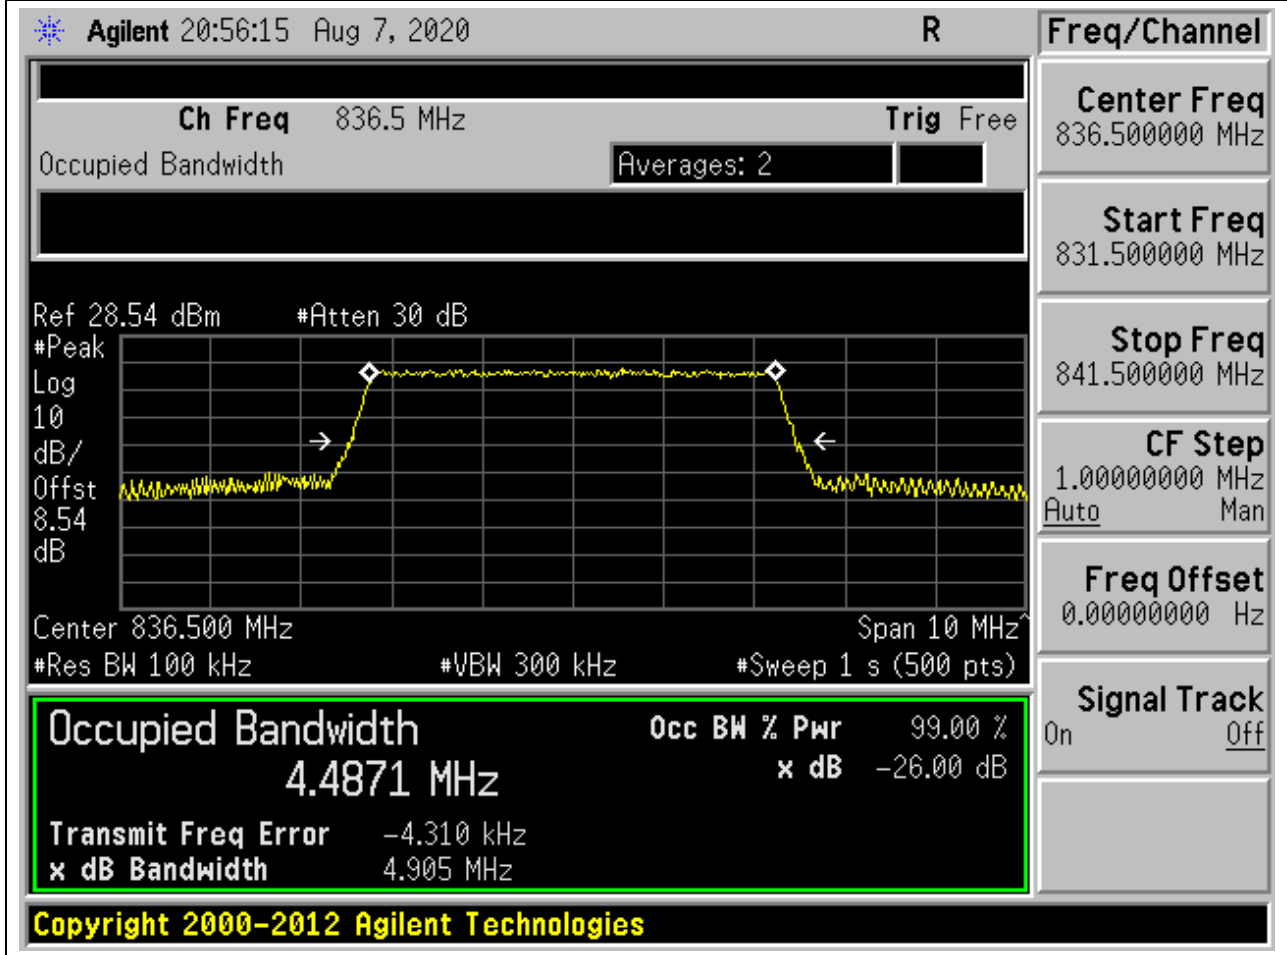 Agilent 20:56:15 Aug 7, 2020 R
Freq/Channel
Ch Freq 836.5 MHz Trig Free
Occupied Bandwidth Averages: 2
Ref 28.54 dBm #Atten 30 dB
#Peak
Log
10
dB/
Offst
8.54
dB
Center 836.500 MHz Span 10 MHz^
#Res BW 100 kHz #VBW 300 kHz #Sweep 1 s (500 pts)
Occupied Bandwidth Occ BW % Pwr 99.00 %
4.4871 MHz x dB -26.00 dB
Transmit Freq Error -4.310 kHz
x dB Bandwidth 4.905 MHz
Center Freq
836.500000 MHz
Start Freq
831.500000 MHz
Stop Freq
841.500000 MHz
CF Step
1.00000000 MHz
Auto Man
Freq Offset
0.00000000 Hz
Signal Track
On Off
Copyright 2000-2012 Agilent Technologies